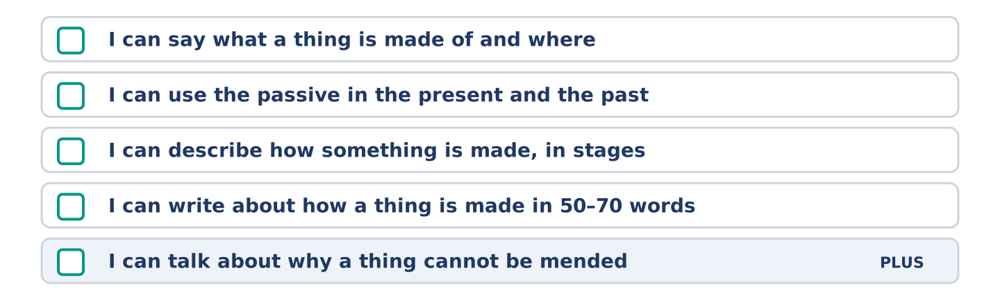 I can say what a thing is made of and where
I can use the passive in the present and the past
I can describe how something is made, in stages
I can write about how a thing is made in 50–70 words
I can talk about why a thing cannot be mended PLUS